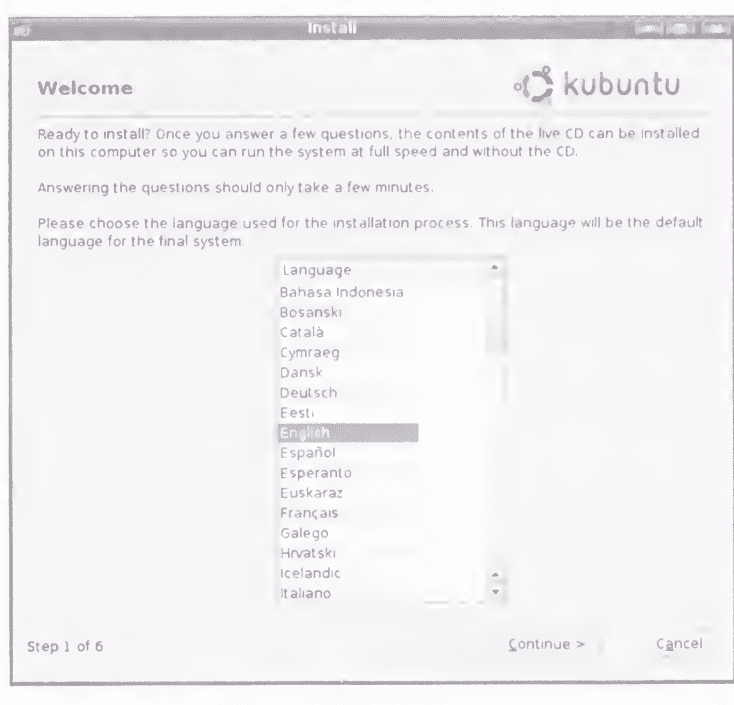 Install
Welcome
kubuntu
Ready to install? Once you answer a few questions, the contents of the live CD can be installed
on this computer so you can run the system at full speed and without the CD.
Answering the questions should only take a few minutes.
Please choose the language used for the installation process. This language will be the default
language for the final system.
Language
Bahasa Indonesia
Bosanski
Català
Cymraeg
Dansk
Deutsch
Eesti
English
Español
Esperanto
Euskaraz
Français
Galego
Hrvatski
Icelandic
Italiano
Step 1 of 6
Continue >
Cancel